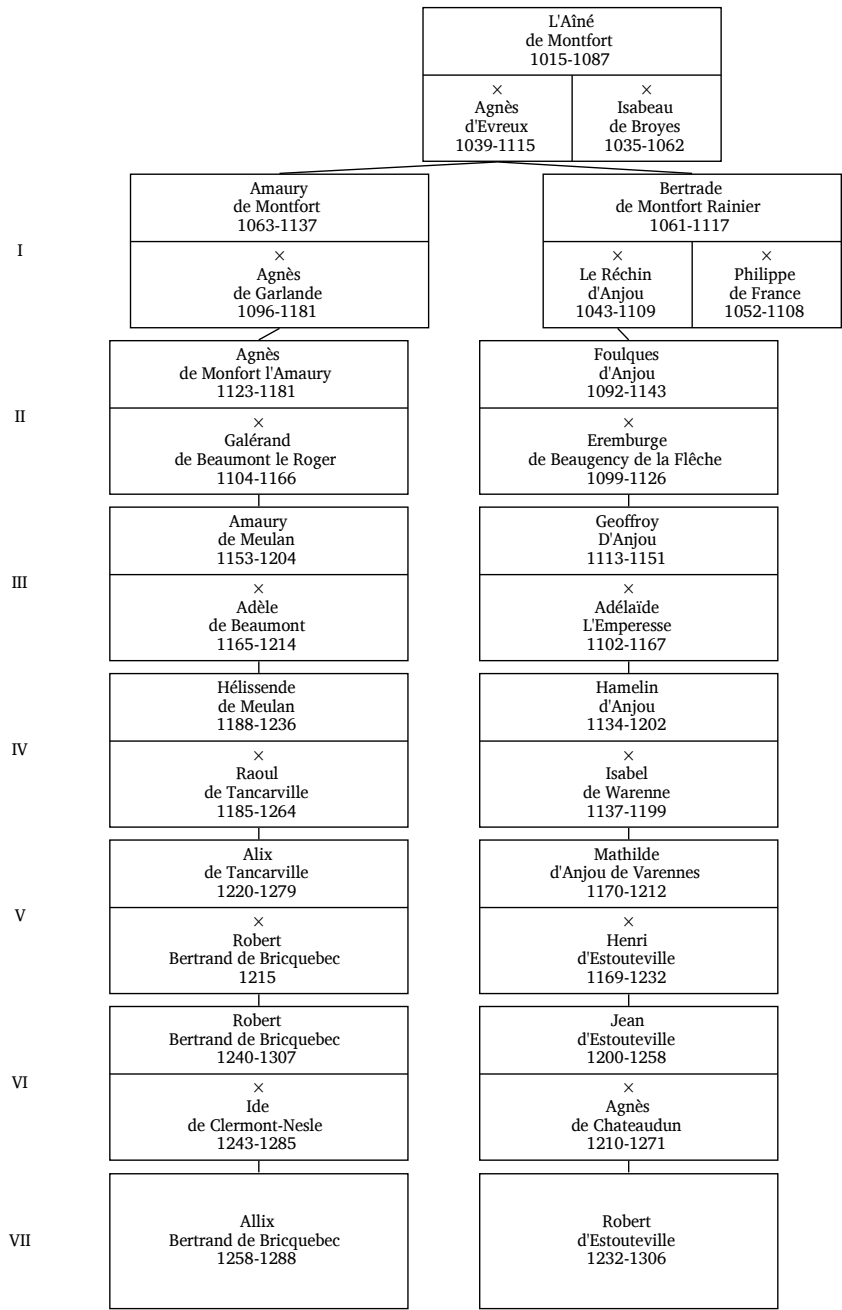 L'Aîné
de Montfort
1015-1087
×
Agnès
d'Evreux
1039-1115
×
Isabeau
de Broyes
1035-1062
I
Amaury
de Montfort
1063-1137
×
Agnès
de Garlande
1096-1181
Bertrade
de Montfort Rainier
1061-1117
×
Le Réchin
d'Anjou
1043-1109
×
Philippe
de France
1052-1108
II
Agnès
de Monfort l'Amaury
1123-1181
×
Galérand
de Beaumont le Roger
1104-1166
Foulques
d'Anjou
1092-1143
×
Eremburge
de Beaugency de la Flêche
1099-1126
III
Amaury
de Meulan
1153-1204
×
Adèle
de Beaumont
1165-1214
Geoffroy
D'Anjou
1113-1151
×
Adélaïde
L'Emperesse
1102-1167
IV
Hélissende
de Meulan
1188-1236
×
Raoul
de Tancarville
1185-1264
Hamelin
d'Anjou
1134-1202
×
Isabel
de Warenne
1137-1199
V
Alix
de Tancarville
1220-1279
×
Robert
Bertrand de Bricquebec
1215
Mathilde
d'Anjou de Varennes
1170-1212
×
Henri
d'Estouteville
1169-1232
VI
Robert
Bertrand de Bricquebec
1240-1307
×
Ide
de Clermont-Nesle
1243-1285
Jean
d'Estouteville
1200-1258
×
Agnès
de Chateaudun
1210-1271
VII
Allix
Bertrand de Bricquebec
1258-1288
Robert
d'Estouteville
1232-1306